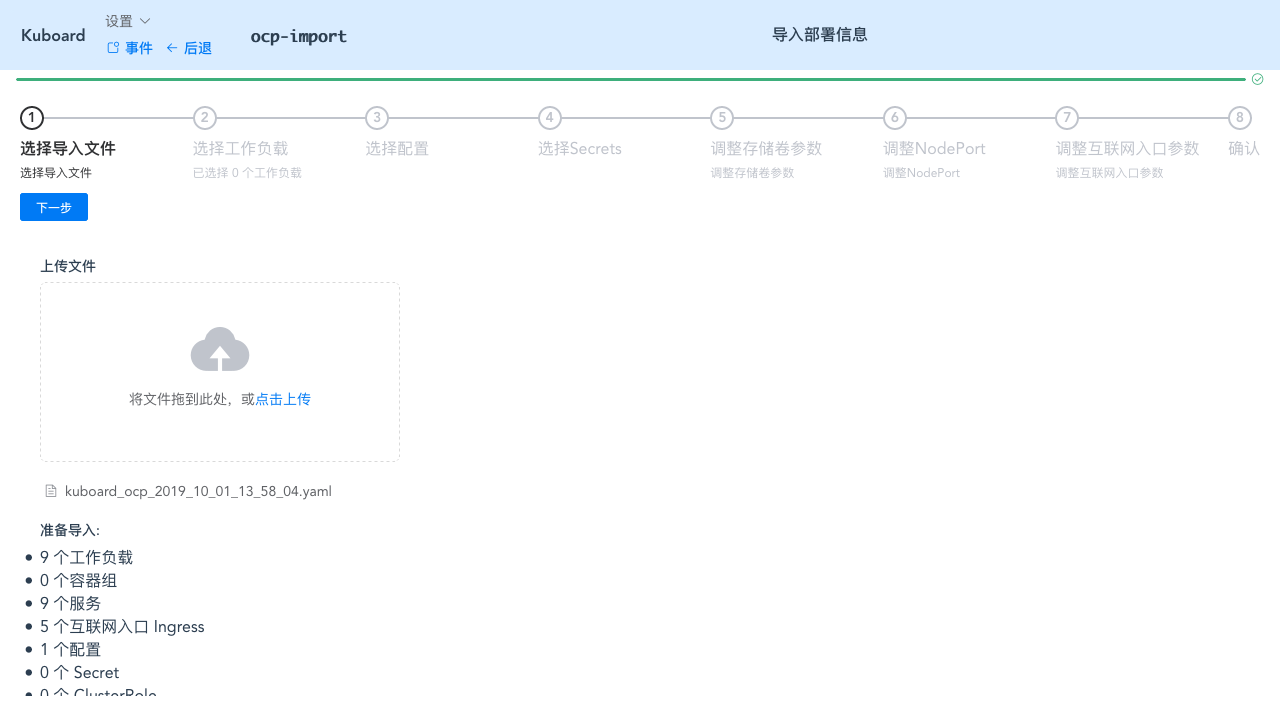 Kuboard
设置
事件 后退
ocp-import
导入部署信息
1
选择导入文件
选择导入文件
2
选择工作负载
已选择 0 个工作负载
3
选择配置
4
选择Secrets
5
调整存储卷参数
调整存储卷参数
6
调整NodePort
调整NodePort
7
调整互联网入口参数
调整互联网入口参数
8
确认
下一步
上传文件
将文件拖到此处，或点击上传
kuboard_ocp_2019_10_01_13_58_04.yaml
准备导入:
9 个工作负载
0 个容器组
9 个服务
5 个互联网入口 Ingress
1 个配置
0 个 Secret
0 个 ClusterRole